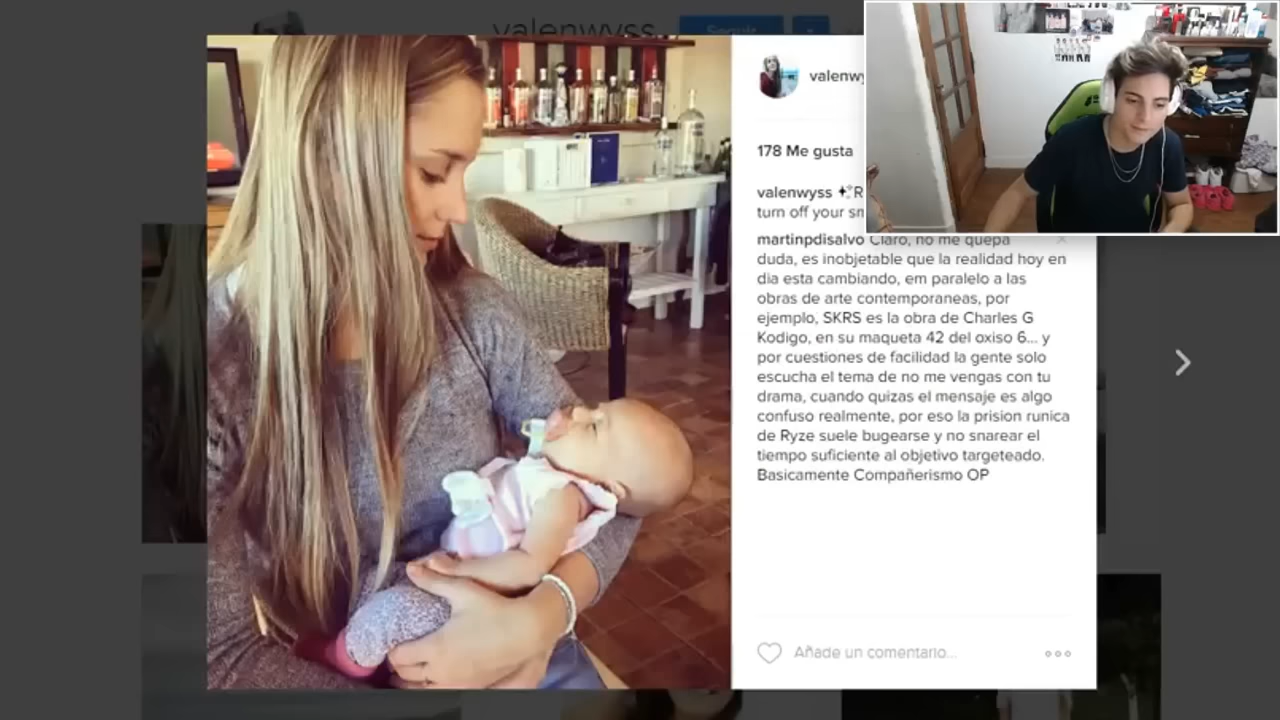 valenwyss
Seguir
valenwy
178 Me gusta
valenwyss ✨R
turn off your sm
martinpdisalvo Claro, no me quepa
duda, es inobjetable que la realidad hoy en
dia esta cambiando, em paralelo a las
obras de arte contemporaneas, por
ejemplo, SKRS es la obra de Charles G
Kodigo, en su maqueta 42 del oxiso 6... y
por cuestiones de facilidad la gente solo
escucha el tema de no me vengas con tu
drama, cuando quizas el mensaje es algo
confuso realmente, por eso la prision runica
de Ryze suele bugearse y no snarear el
tiempo suficiente al objetivo targeteado.
Basicamente Compañerismo OP
Añade un comentario...